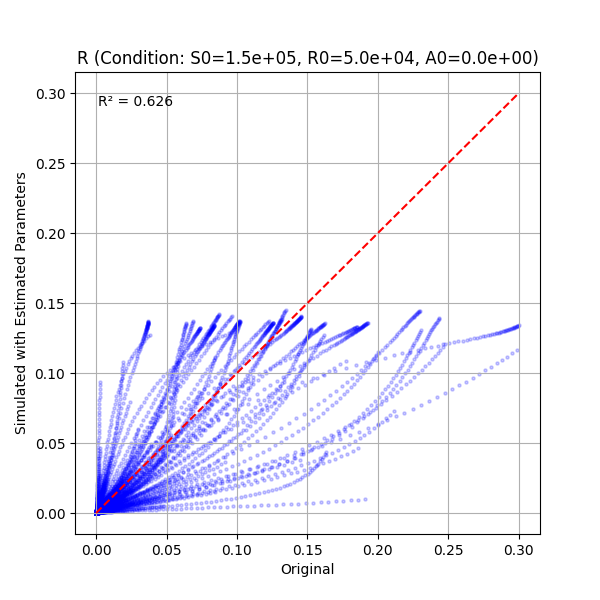 R (Condition: S0=1.5e+05, R0=5.0e+04, A0=0.0e+00)
R² = 0.626
0.30
0.25
0.20
0.15
0.10
0.05
0.00
Simulated with Estimated Parameters
0.00 0.05 0.10 0.15 0.20 0.25 0.30
Original